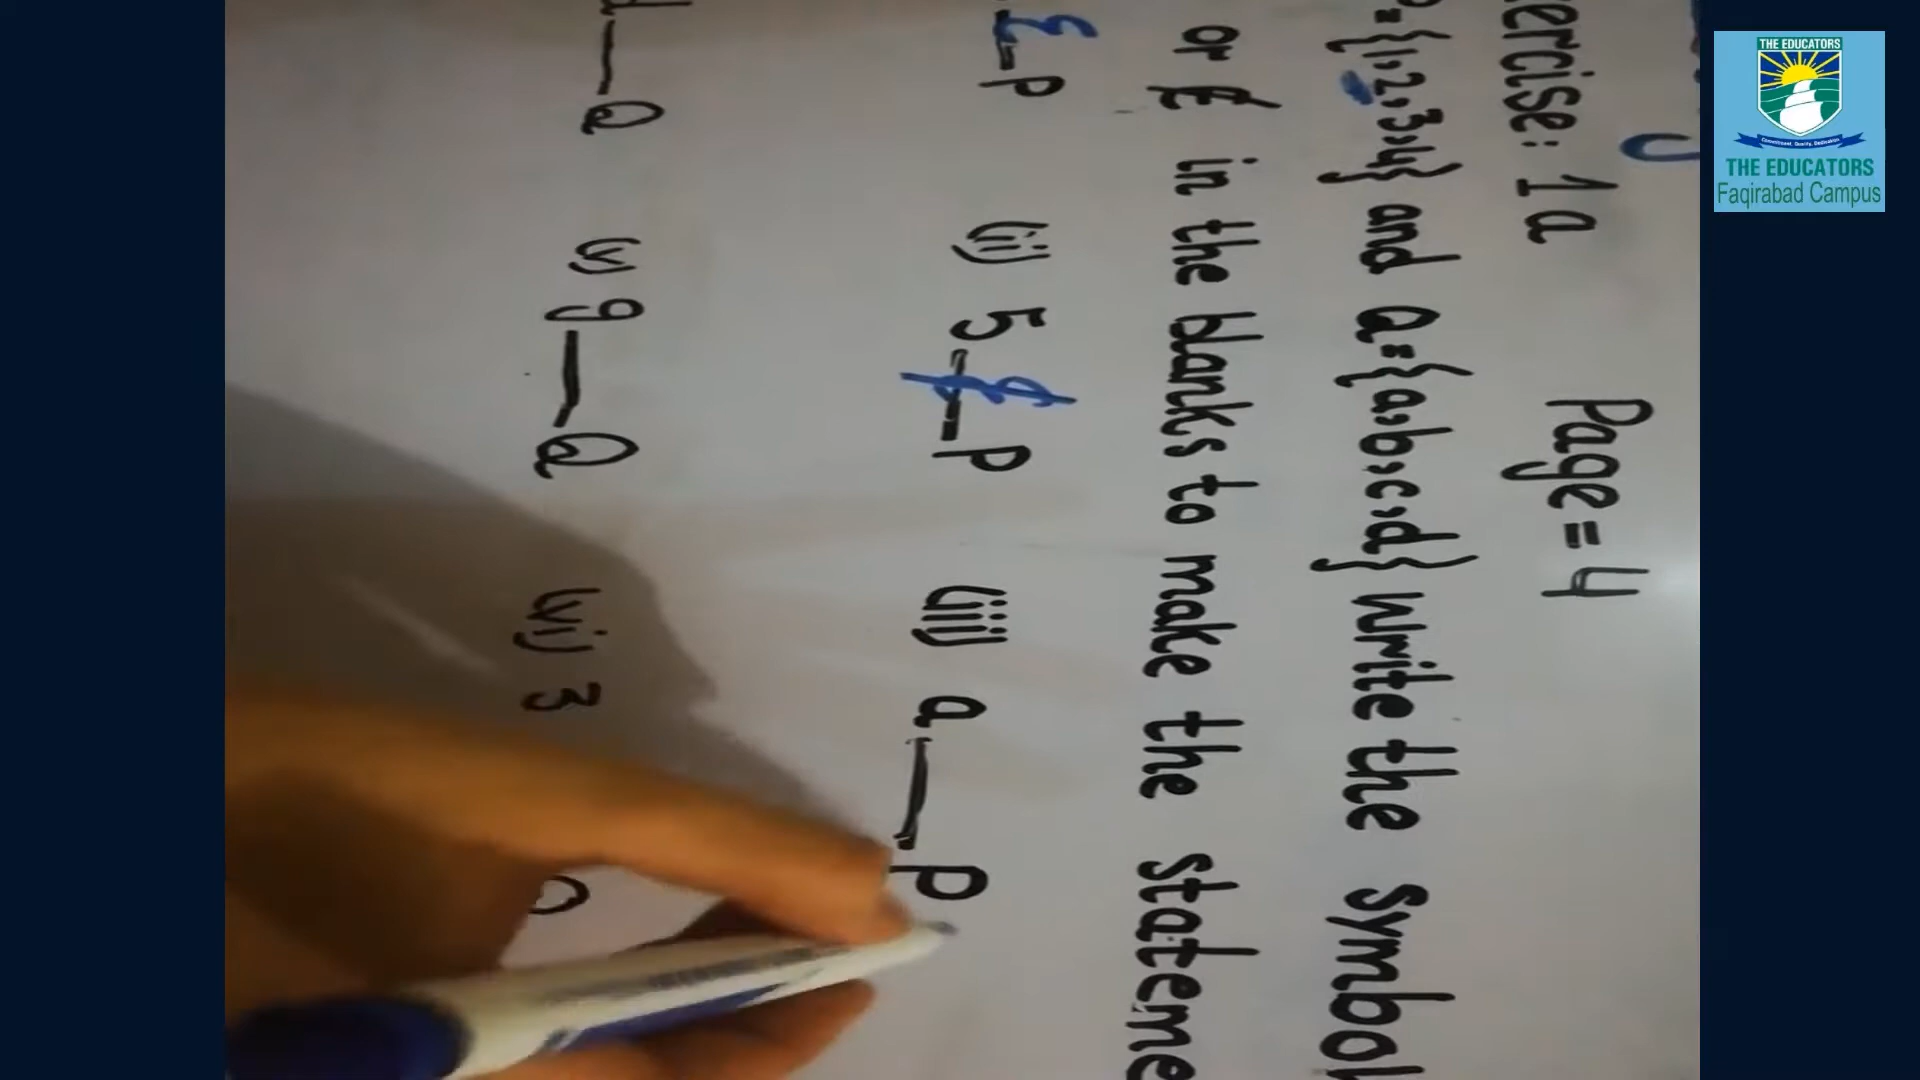 ercise: 1a Page = 4
P={1,2,3,4} and Q={a,b,c,d} Write the symbol
or ∉ in the blanks to make the stateme
∈ P (ii) 5 ∉ P (iii) a __ P
d __ Q (v) g __ Q (vi) 3
THE EDUCATORS
THE EDUCATORS
Faqirabad Campus